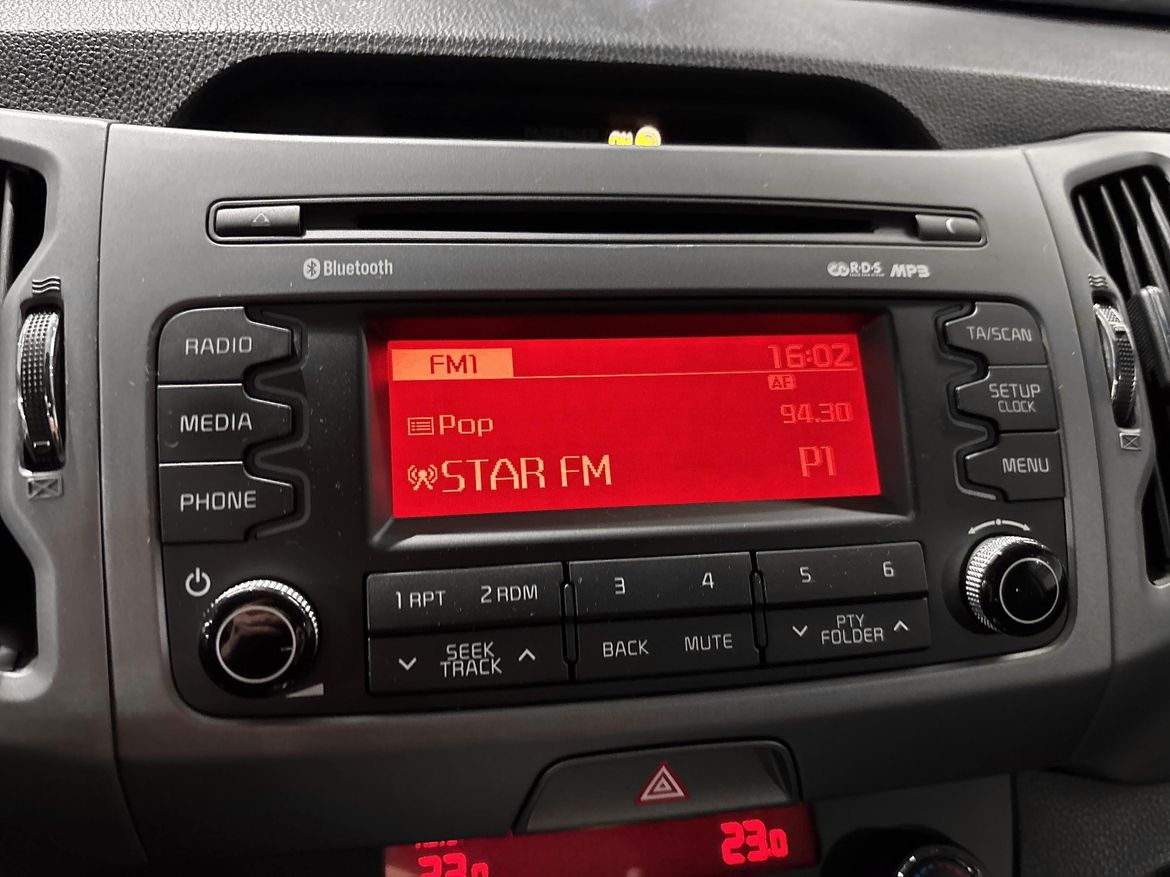 Bluetooth
R·D·S MP3
RADIO
MEDIA
PHONE
FM1 16:02
AF
Pop 94.30
STAR FM P1
TA/SCAN
SETUP
CLOCK
MENU
1 RPT 2 RDM 3 4 5 6
SEEK
TRACK
BACK MUTE
PTY
FOLDER
23.0